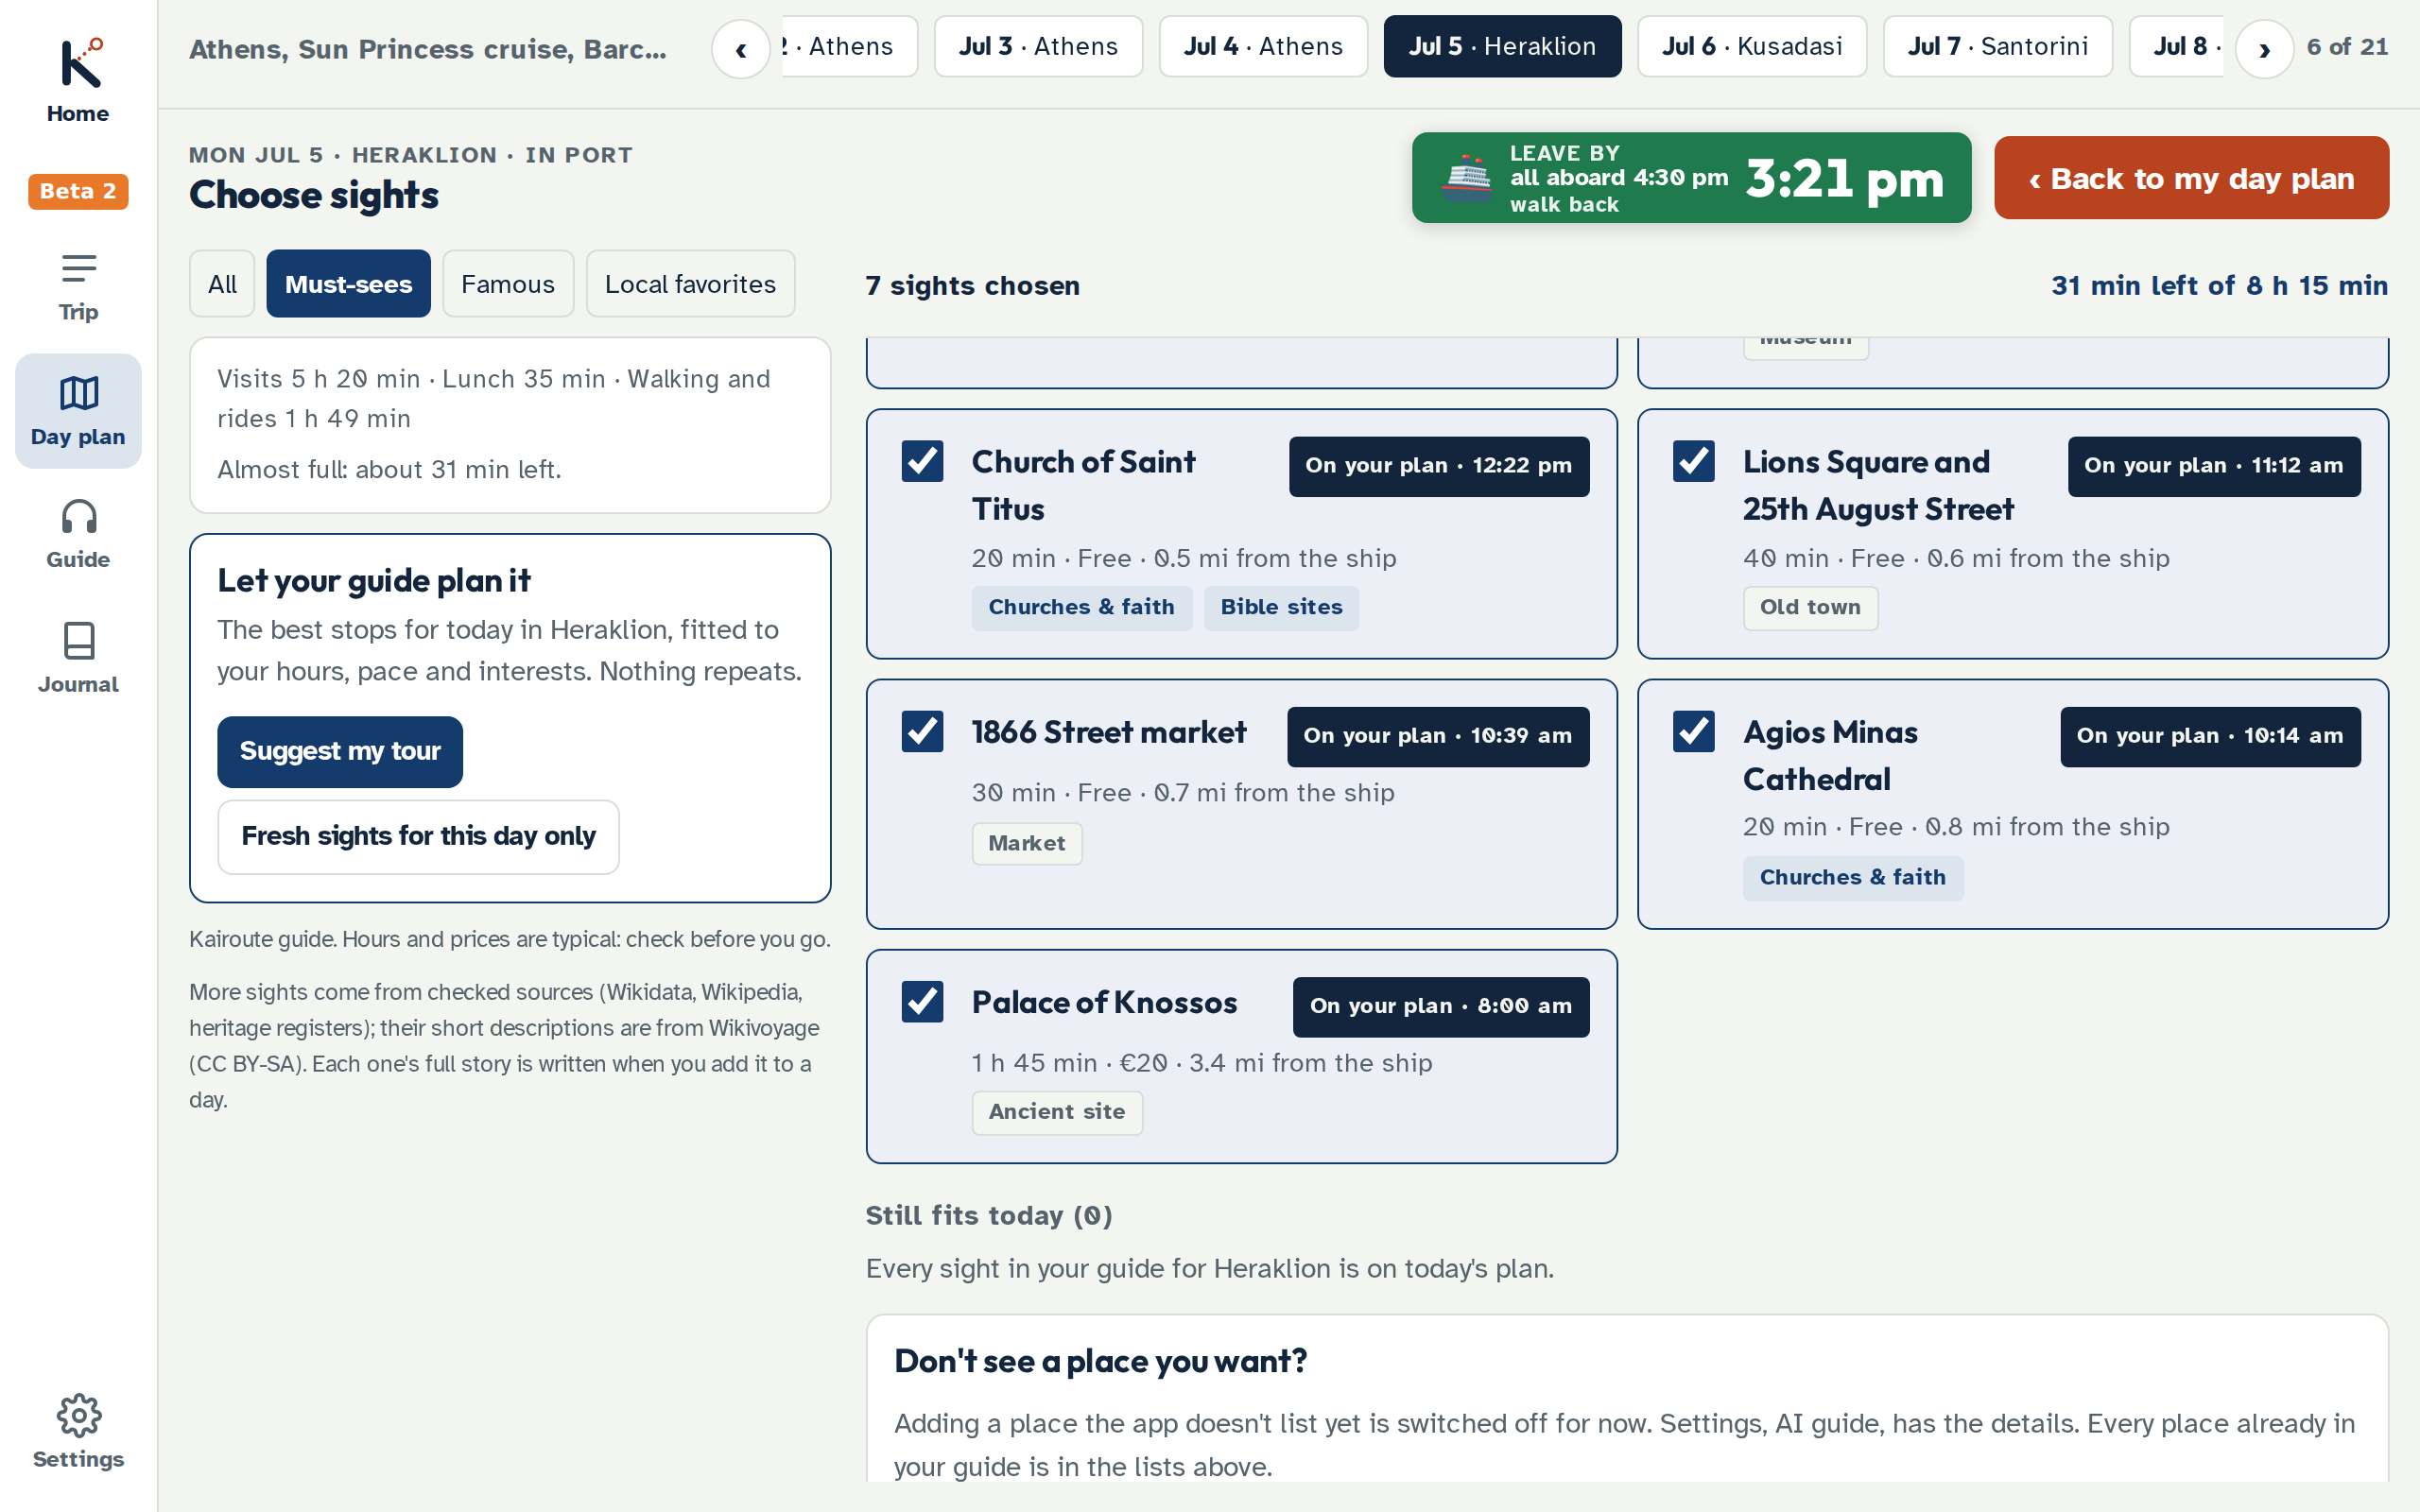 Home
Beta 2
Trip
Day plan
Guide
Journal
Settings
Athens, Sun Princess cruise, Barc...
‹
2 · Athens
Jul 3 · Athens
Jul 4 · Athens
Jul 5 · Heraklion
Jul 6 · Kusadasi
Jul 7 · Santorini
Jul 8 ·
›
6 of 21
MON JUL 5 · HERAKLION · IN PORT
Choose sights
LEAVE BY
all aboard 4:30 pm
walk back
3:21 pm
‹ Back to my day plan
All
Must-sees
Famous
Local favorites
Visits 5 h 20 min · Lunch 35 min · Walking and
rides 1 h 49 min
Almost full: about 31 min left.
Let your guide plan it
The best stops for today in Heraklion, fitted to
your hours, pace and interests. Nothing repeats.
Suggest my tour
Fresh sights for this day only
Kairoute guide. Hours and prices are typical: check before you go.
More sights come from checked sources (Wikidata, Wikipedia,
heritage registers); their short descriptions are from Wikivoyage
(CC BY-SA). Each one's full story is written when you add it to a
day.
7 sights chosen
31 min left of 8 h 15 min
Museum
Church of Saint
Titus
On your plan · 12:22 pm
20 min · Free · 0.5 mi from the ship
Churches & faith
Bible sites
Lions Square and
25th August Street
On your plan · 11:12 am
40 min · Free · 0.6 mi from the ship
Old town
1866 Street market
On your plan · 10:39 am
30 min · Free · 0.7 mi from the ship
Market
Agios Minas
Cathedral
On your plan · 10:14 am
20 min · Free · 0.8 mi from the ship
Churches & faith
Palace of Knossos
On your plan · 8:00 am
1 h 45 min · €20 · 3.4 mi from the ship
Ancient site
Still fits today (0)
Every sight in your guide for Heraklion is on today's plan.
Don't see a place you want?
Adding a place the app doesn't list yet is switched off for now. Settings, AI guide, has the details. Every place already in
your guide is in the lists above.